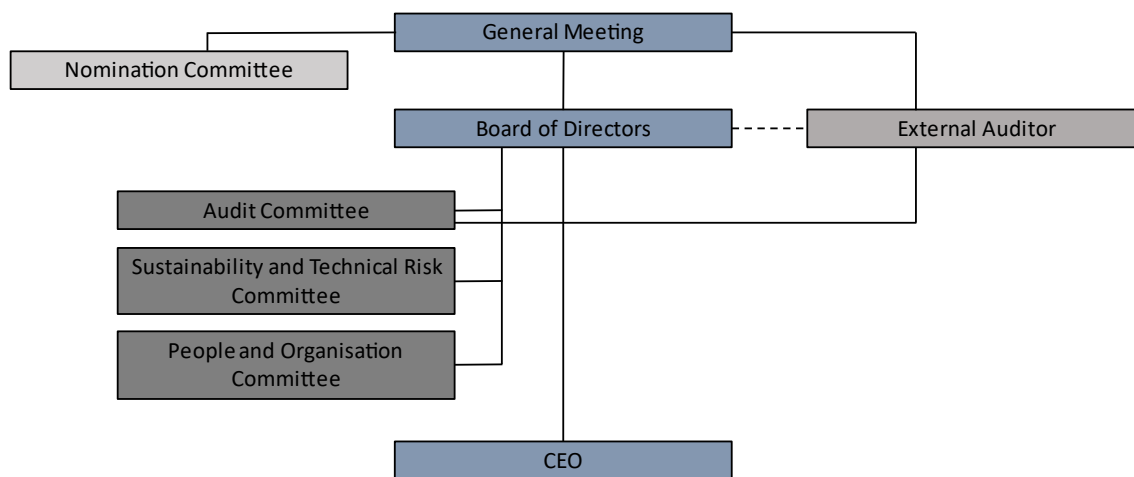 General Meeting
Nomination Committee
Board of Directors
External Auditor
Audit Committee
Sustainability and Technical Risk
Committee
People and Organisation
Committee
CEO